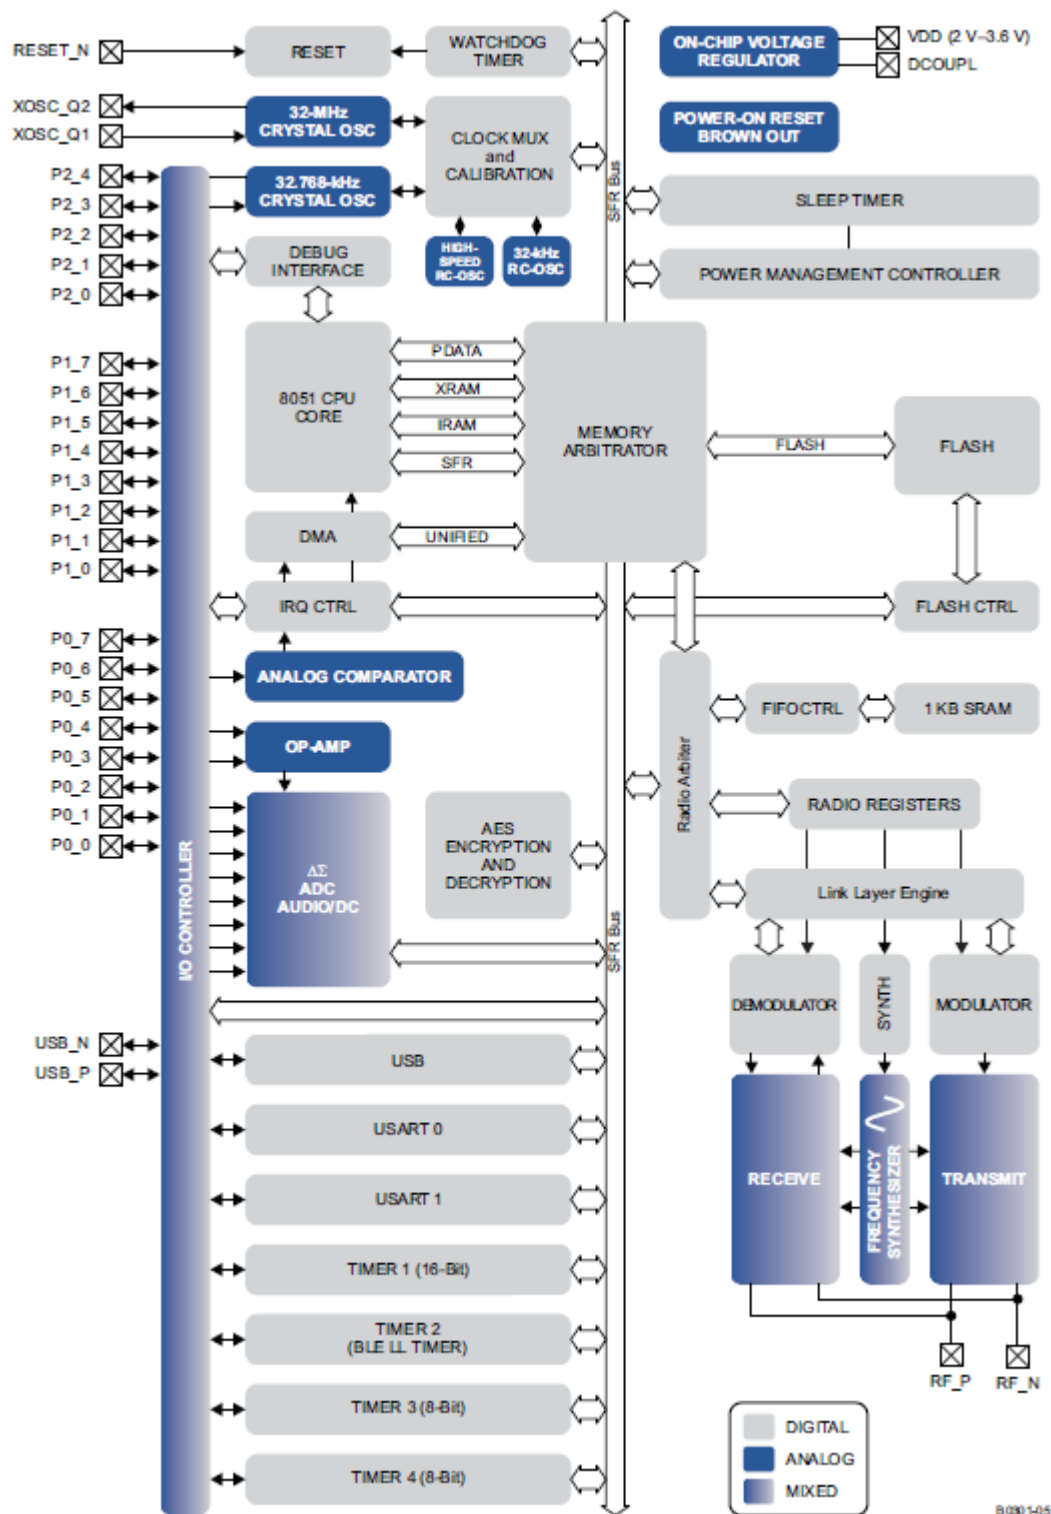 RESET_N
RESET
WATCHDOG
TIMER
ON-CHIP VOLTAGE
REGULATOR
VDD (2 V–3.6 V)
DCOUPL
XOSC_Q2
XOSC_Q1
32-MHz
CRYSTAL OSC
CLOCK MUX
and
CALIBRATION
POWER-ON RESET
BROWN OUT
SFR Bus
P2_4
P2_3
P2_2
P2_1
P2_0
32.768-kHz
CRYSTAL OSC
SLEEP TIMER
DEBUG
INTERFACE
HIGH-
SPEED
RC-OSC
32-kHz
RC-OSC
POWER MANAGEMENT CONTROLLER
P1_7
P1_6
P1_5
P1_4
P1_3
P1_2
P1_1
P1_0
8051 CPU
CORE
PDATA
XRAM
IRAM
SFR
MEMORY
ARBITRATOR
FLASH
FLASH
DMA
UNIFIED
IRQ CTRL
FLASH CTRL
P0_7
P0_6
P0_5
P0_4
P0_3
P0_2
P0_1
P0_0
ANALOG COMPARATOR
OP-AMP
Radio Arbiter
FIFOCTRL
1 KB SRAM
RADIO REGISTERS
I/O CONTROLLER
ΔΣ
ADC
AUDIO/DC
AES
ENCRYPTION
AND
DECRYPTION
Link Layer Engine
SFR Bus
DEMODULATOR
SYNTH
MODULATOR
USB_N
USB_P
USB
USART 0
USART 1
TIMER 1 (16-Bit)
TIMER 2
(BLE LL TIMER)
TIMER 3 (8-Bit)
TIMER 4 (8-Bit)
RECEIVE
FREQUENCY
SYNTHESIZER
TRANSMIT
RF_P
RF_N
DIGITAL
ANALOG
MIXED
B0301-05